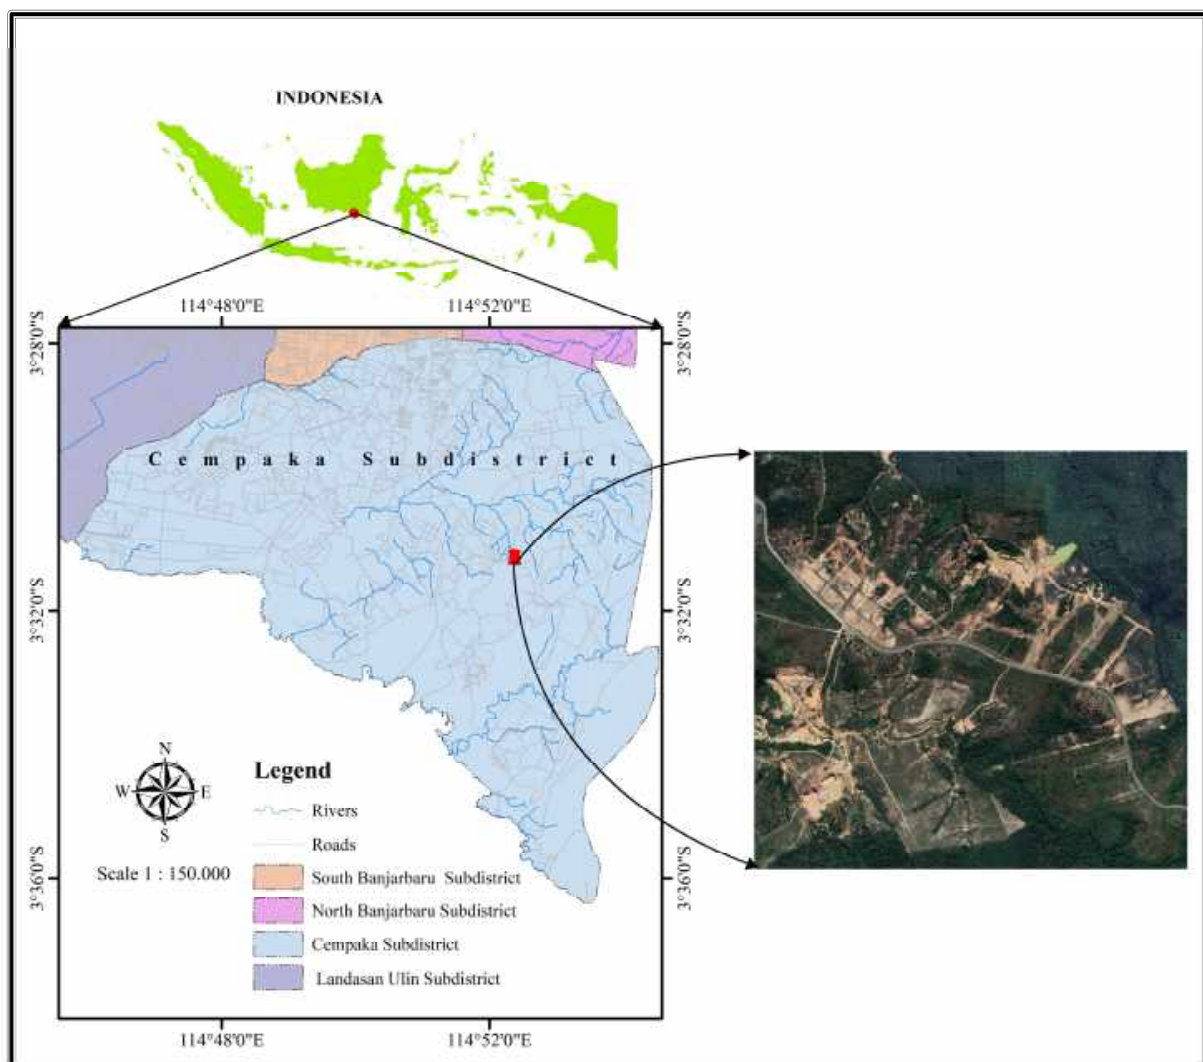 INDONESIA
114°48'0"E 114°52'0"E
3°28'0"S 3°28'0"S
Cempaka Subdistrict
3°32'0"S 3°32'0"S
N
W E
S
Scale 1 : 150.000
Legend
Rivers
Roads
South Banjarbaru Subdistrict
North Banjarbaru Subdistrict
Cempaka Subdistrict
Landasan Ulin Subdistrict
3°36'0"S 3°36'0"S
114°48'0"E 114°52'0"E